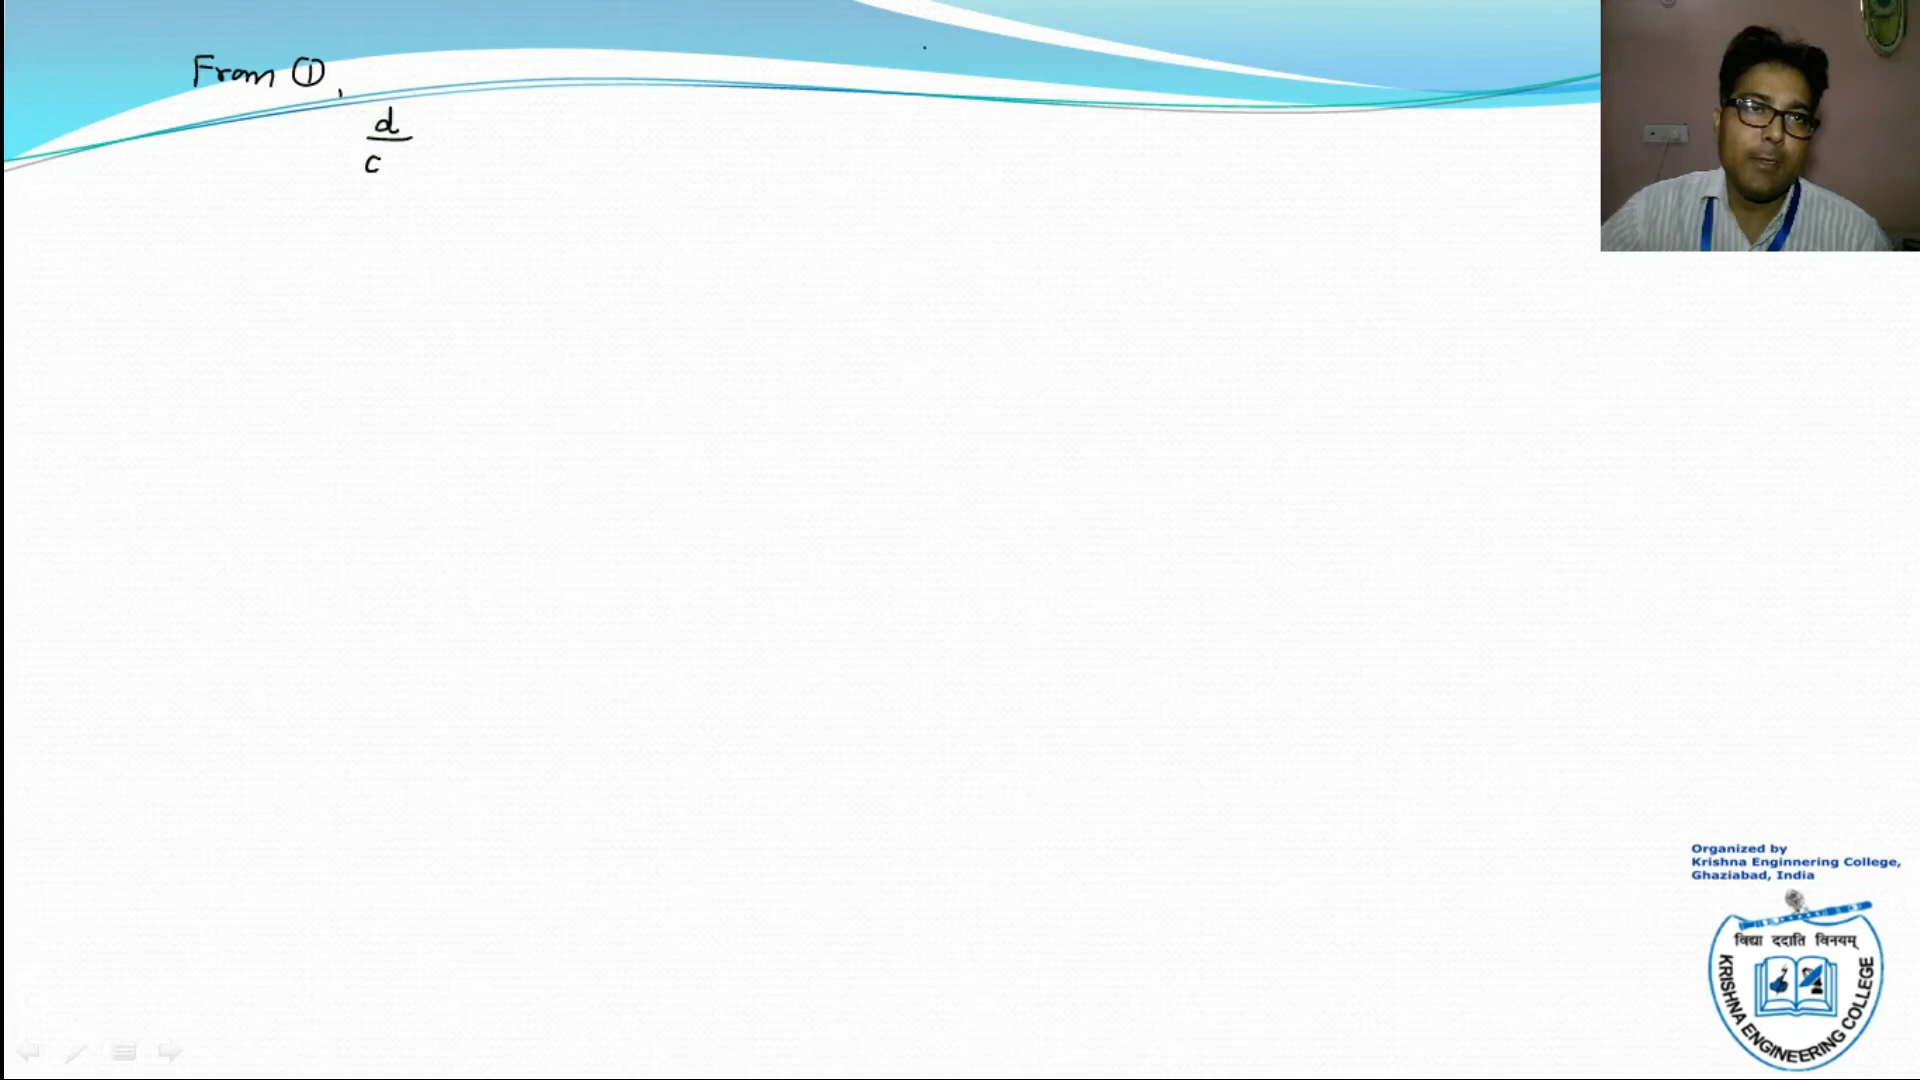 From ①,
d
c
Organized by
Krishna Enginnering College,
Ghaziabad, India
विद्या ददाति विनयम्
KRISHNA ENGINEERING COLLEGE